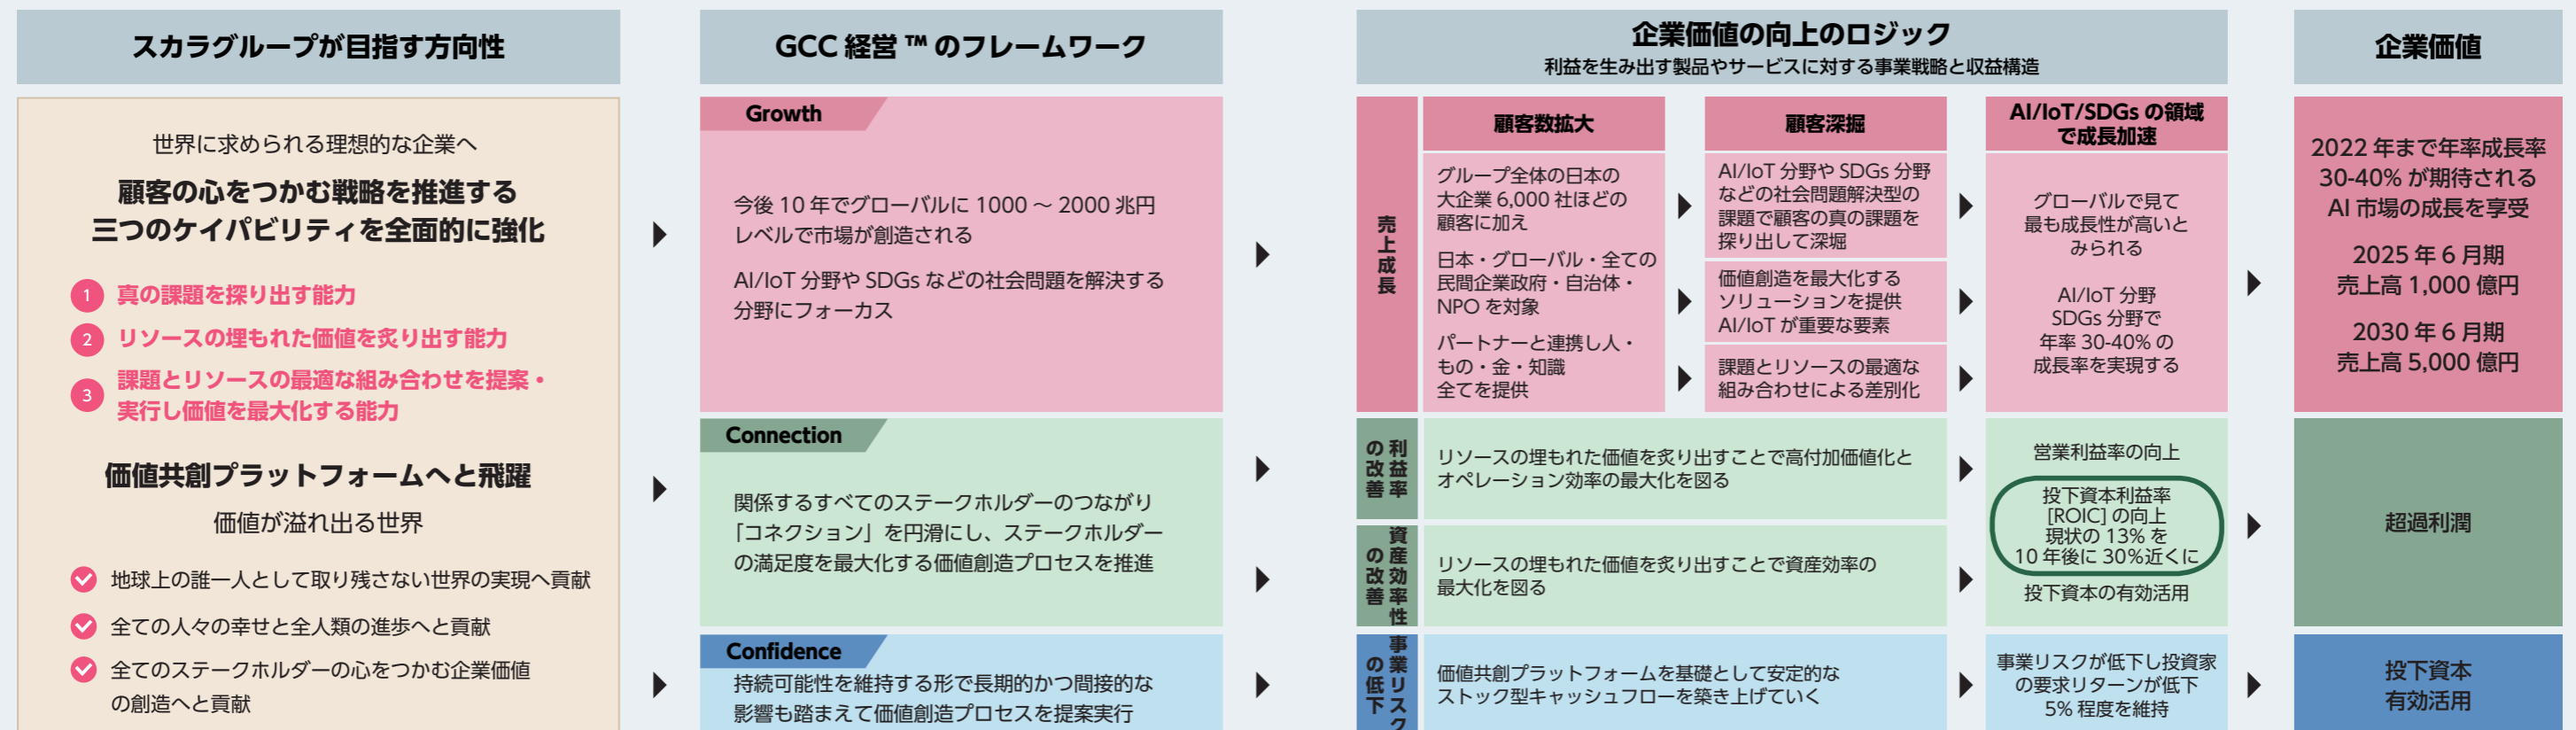 スカラグループが目指す方向性
世界に求められる理想的な企業へ
顧客の心をつかむ戦略を推進する
三つのケイパビリティを全面的に強化
1 真の課題を探り出す能力
2 リソースの埋もれた価値を炙り出す能力
3 課題とリソースの最適な組み合わせを提案・
実行し価値を最大化する能力
価値共創プラットフォームへと飛躍
価値が溢れ出る世界
地球上の誰一人として取り残さない世界の実現へ貢献
全ての人々の幸せと全人類の進歩へと貢献
全てのステークホルダーの心をつかむ企業価値
の創造へと貢献
GCC 経営 ™ のフレームワーク
Growth
今後 10 年でグローバルに 1000 ～ 2000 兆円
レベルで市場が創造される
AI/IoT 分野や SDGs などの社会問題を解決する
分野にフォーカス
Connection
関係するすべてのステークホルダーのつながり
「コネクション」を円滑にし、ステークホルダー
の満足度を最大化する価値創造プロセスを推進
Confidence
持続可能性を維持する形で長期的かつ間接的な
影響も踏まえて価値創造プロセスを提案実行
企業価値の向上のロジック
利益を生み出す製品やサービスに対する事業戦略と収益構造
売上成長
顧客数拡大
グループ全体の日本の
大企業 6,000 社ほどの
顧客に加え
日本・グローバル・全ての
民間企業政府・自治体・
NPO を対象
パートナーと連携し人・
もの・金・知識
全てを提供
顧客深掘
AI/IoT 分野や SDGs 分野
などの社会問題解決型の
課題で顧客の真の課題を
探り出して深堀
価値創造を最大化する
ソリューションを提供
AI/IoT が重要な要素
課題とリソースの最適な
組み合わせによる差別化
AI/IoT/SDGs の領域
で成長加速
グローバルで見て
最も成長性が高いと
みられる
AI/IoT 分野
SDGs 分野で
年率 30-40% の
成長率を実現する
利益率
の改善
リソースの埋もれた価値を炙り出すことで高付加価値化と
オペレーション効率の最大化を図る
資産効率性
の改善
リソースの埋もれた価値を炙り出すことで資産効率の
最大化を図る
営業利益率の向上
投下資本利益率
[ROIC] の向上
現状の 13% を
10 年後に 30%近くに
投下資本の有効活用
事業リスク
の低下
価値共創プラットフォームを基礎として安定的な
ストック型キャッシュフローを築き上げていく
事業リスクが低下し投資家
の要求リターンが低下
5% 程度を維持
企業価値
2022 年まで年率成長率
30-40% が期待される
AI 市場の成長を享受
2025 年 6 月期
売上高 1,000 億円
2030 年 6 月期
売上高 5,000 億円
超過利潤
投下資本
有効活用